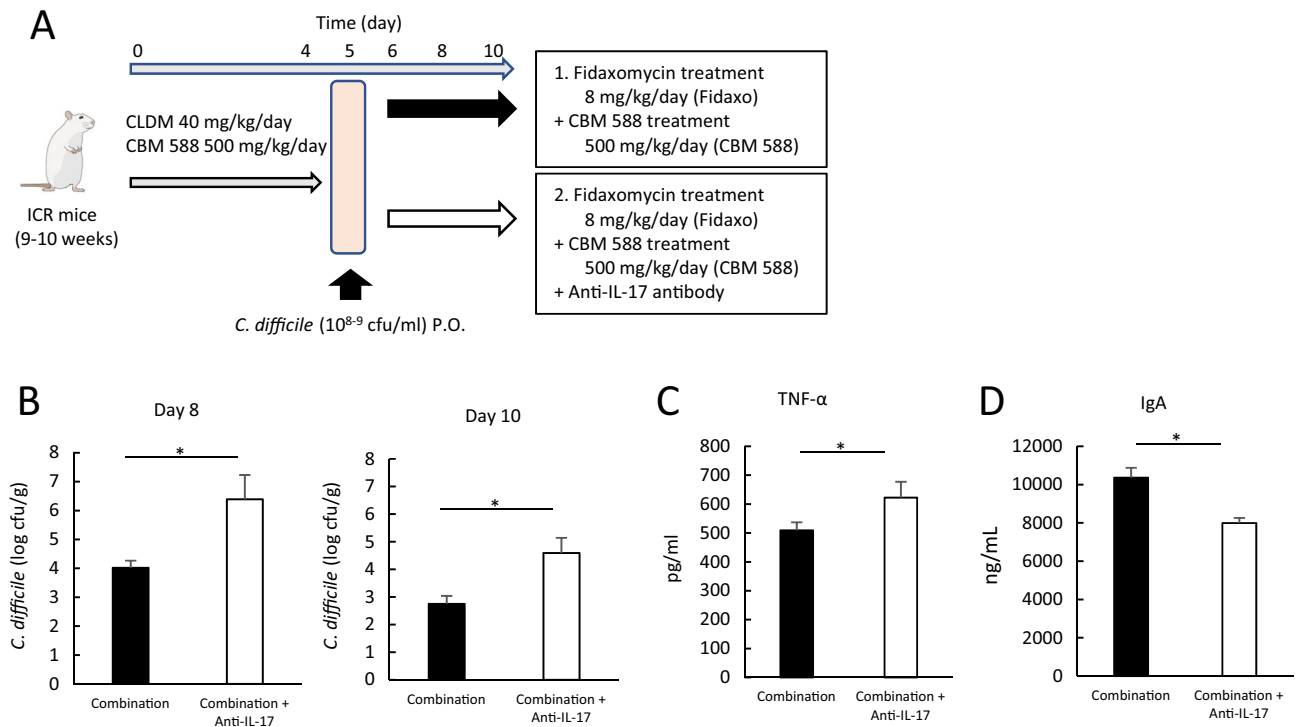 A
Time (day)
0 4 5 6 8 10
CLDM 40 mg/kg/day
CBM 588 500 mg/kg/day
ICR mice
(9-10 weeks)
C. difficile (10⁸⁻⁹ cfu/ml) P.O.
1. Fidaxomycin treatment
8 mg/kg/day (Fidaxo)
+ CBM 588 treatment
500 mg/kg/day (CBM 588)
2. Fidaxomycin treatment
8 mg/kg/day (Fidaxo)
+ CBM 588 treatment
500 mg/kg/day (CBM 588)
+ Anti-IL-17 antibody
B
Day 8
C. difficile (log cfu/g)
8
7
6
5
4
3
2
1
0
*
Combination
Combination +
Anti-IL-17
Day 10
C. difficile (log cfu/g)
8
7
6
5
4
3
2
1
0
*
Combination
Combination +
Anti-IL-17
C
TNF-α
pg/ml
800
700
600
500
400
300
200
100
0
*
Combination
Combination +
Anti-IL-17
D
IgA
ng/mL
12000
10000
8000
6000
4000
2000
0
*
Combination
Combination +
Anti-IL-17